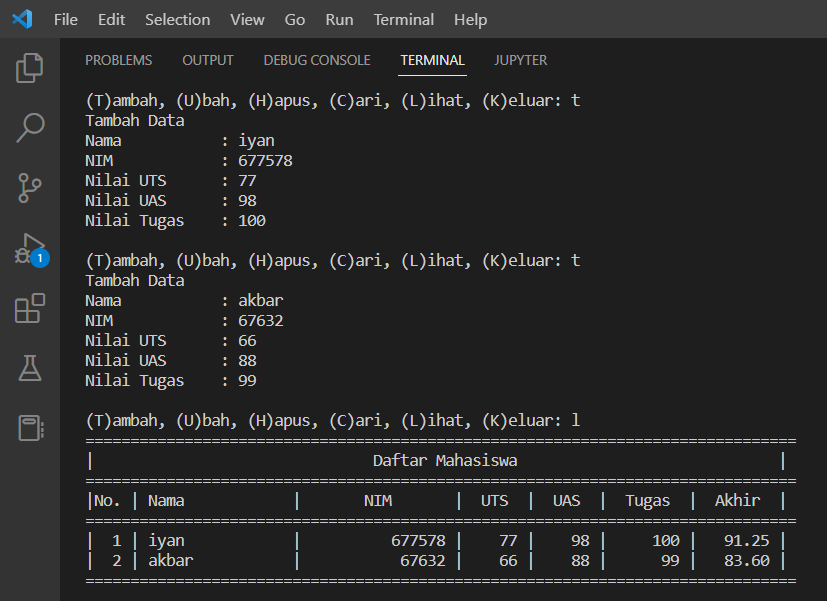 File Edit Selection View Go Run Terminal Help
PROBLEMS OUTPUT DEBUG CONSOLE TERMINAL JUPYTER
(T)ambah, (U)bah, (H)apus, (C)ari, (L)ihat, (K)eluar: t
Tambah Data
Nama           : iyan
NIM            : 677578
Nilai UTS      : 77
Nilai UAS      : 98
Nilai Tugas    : 100
(T)ambah, (U)bah, (H)apus, (C)ari, (L)ihat, (K)eluar: t
Tambah Data
Nama           : akbar
NIM            : 67632
Nilai UTS      : 66
Nilai UAS      : 88
Nilai Tugas    : 99
1
(T)ambah, (U)bah, (H)apus, (C)ari, (L)ihat, (K)eluar: l
===============================================================================
|                               Daftar Mahasiswa                             |
===============================================================================
|No. | Nama            |       NIM       |  UTS  |  UAS  |  Tugas  |  Akhir  |
===============================================================================
|  1 | iyan            |          677578 |    77 |    98 |     100 |   91.25 |
|  2 | akbar           |           67632 |    66 |    88 |      99 |   83.60 |
===============================================================================